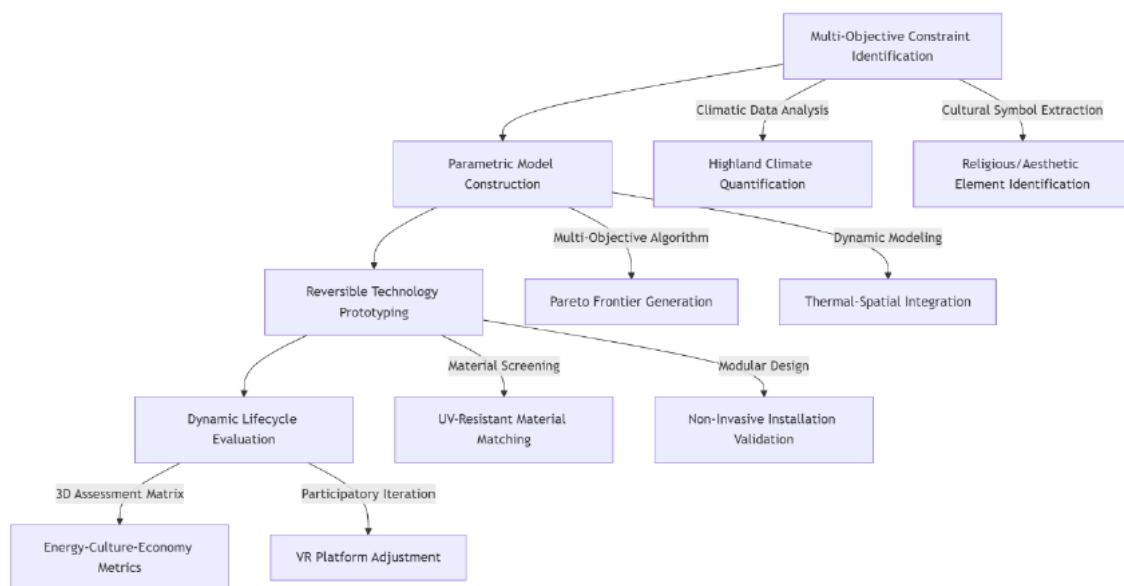 Multi-Objective Constraint
Identification
Climatic Data Analysis
Cultural Symbol Extraction
Parametric Model
Construction
Highland Climate
Quantification
Religious/Aesthetic
Element Identification
Multi-Objective Algorithm
Dynamic Modeling
Reversible Technology
Prototyping
Pareto Frontier Generation
Thermal-Spatial Integration
Material Screening
Modular Design
Dynamic Lifecycle
Evaluation
UV-Resistant Material
Matching
Non-Invasive Installation
Validation
3D Assessment Matrix
Participatory Iteration
Energy-Culture-Economy
Metrics
VR Platform Adjustment